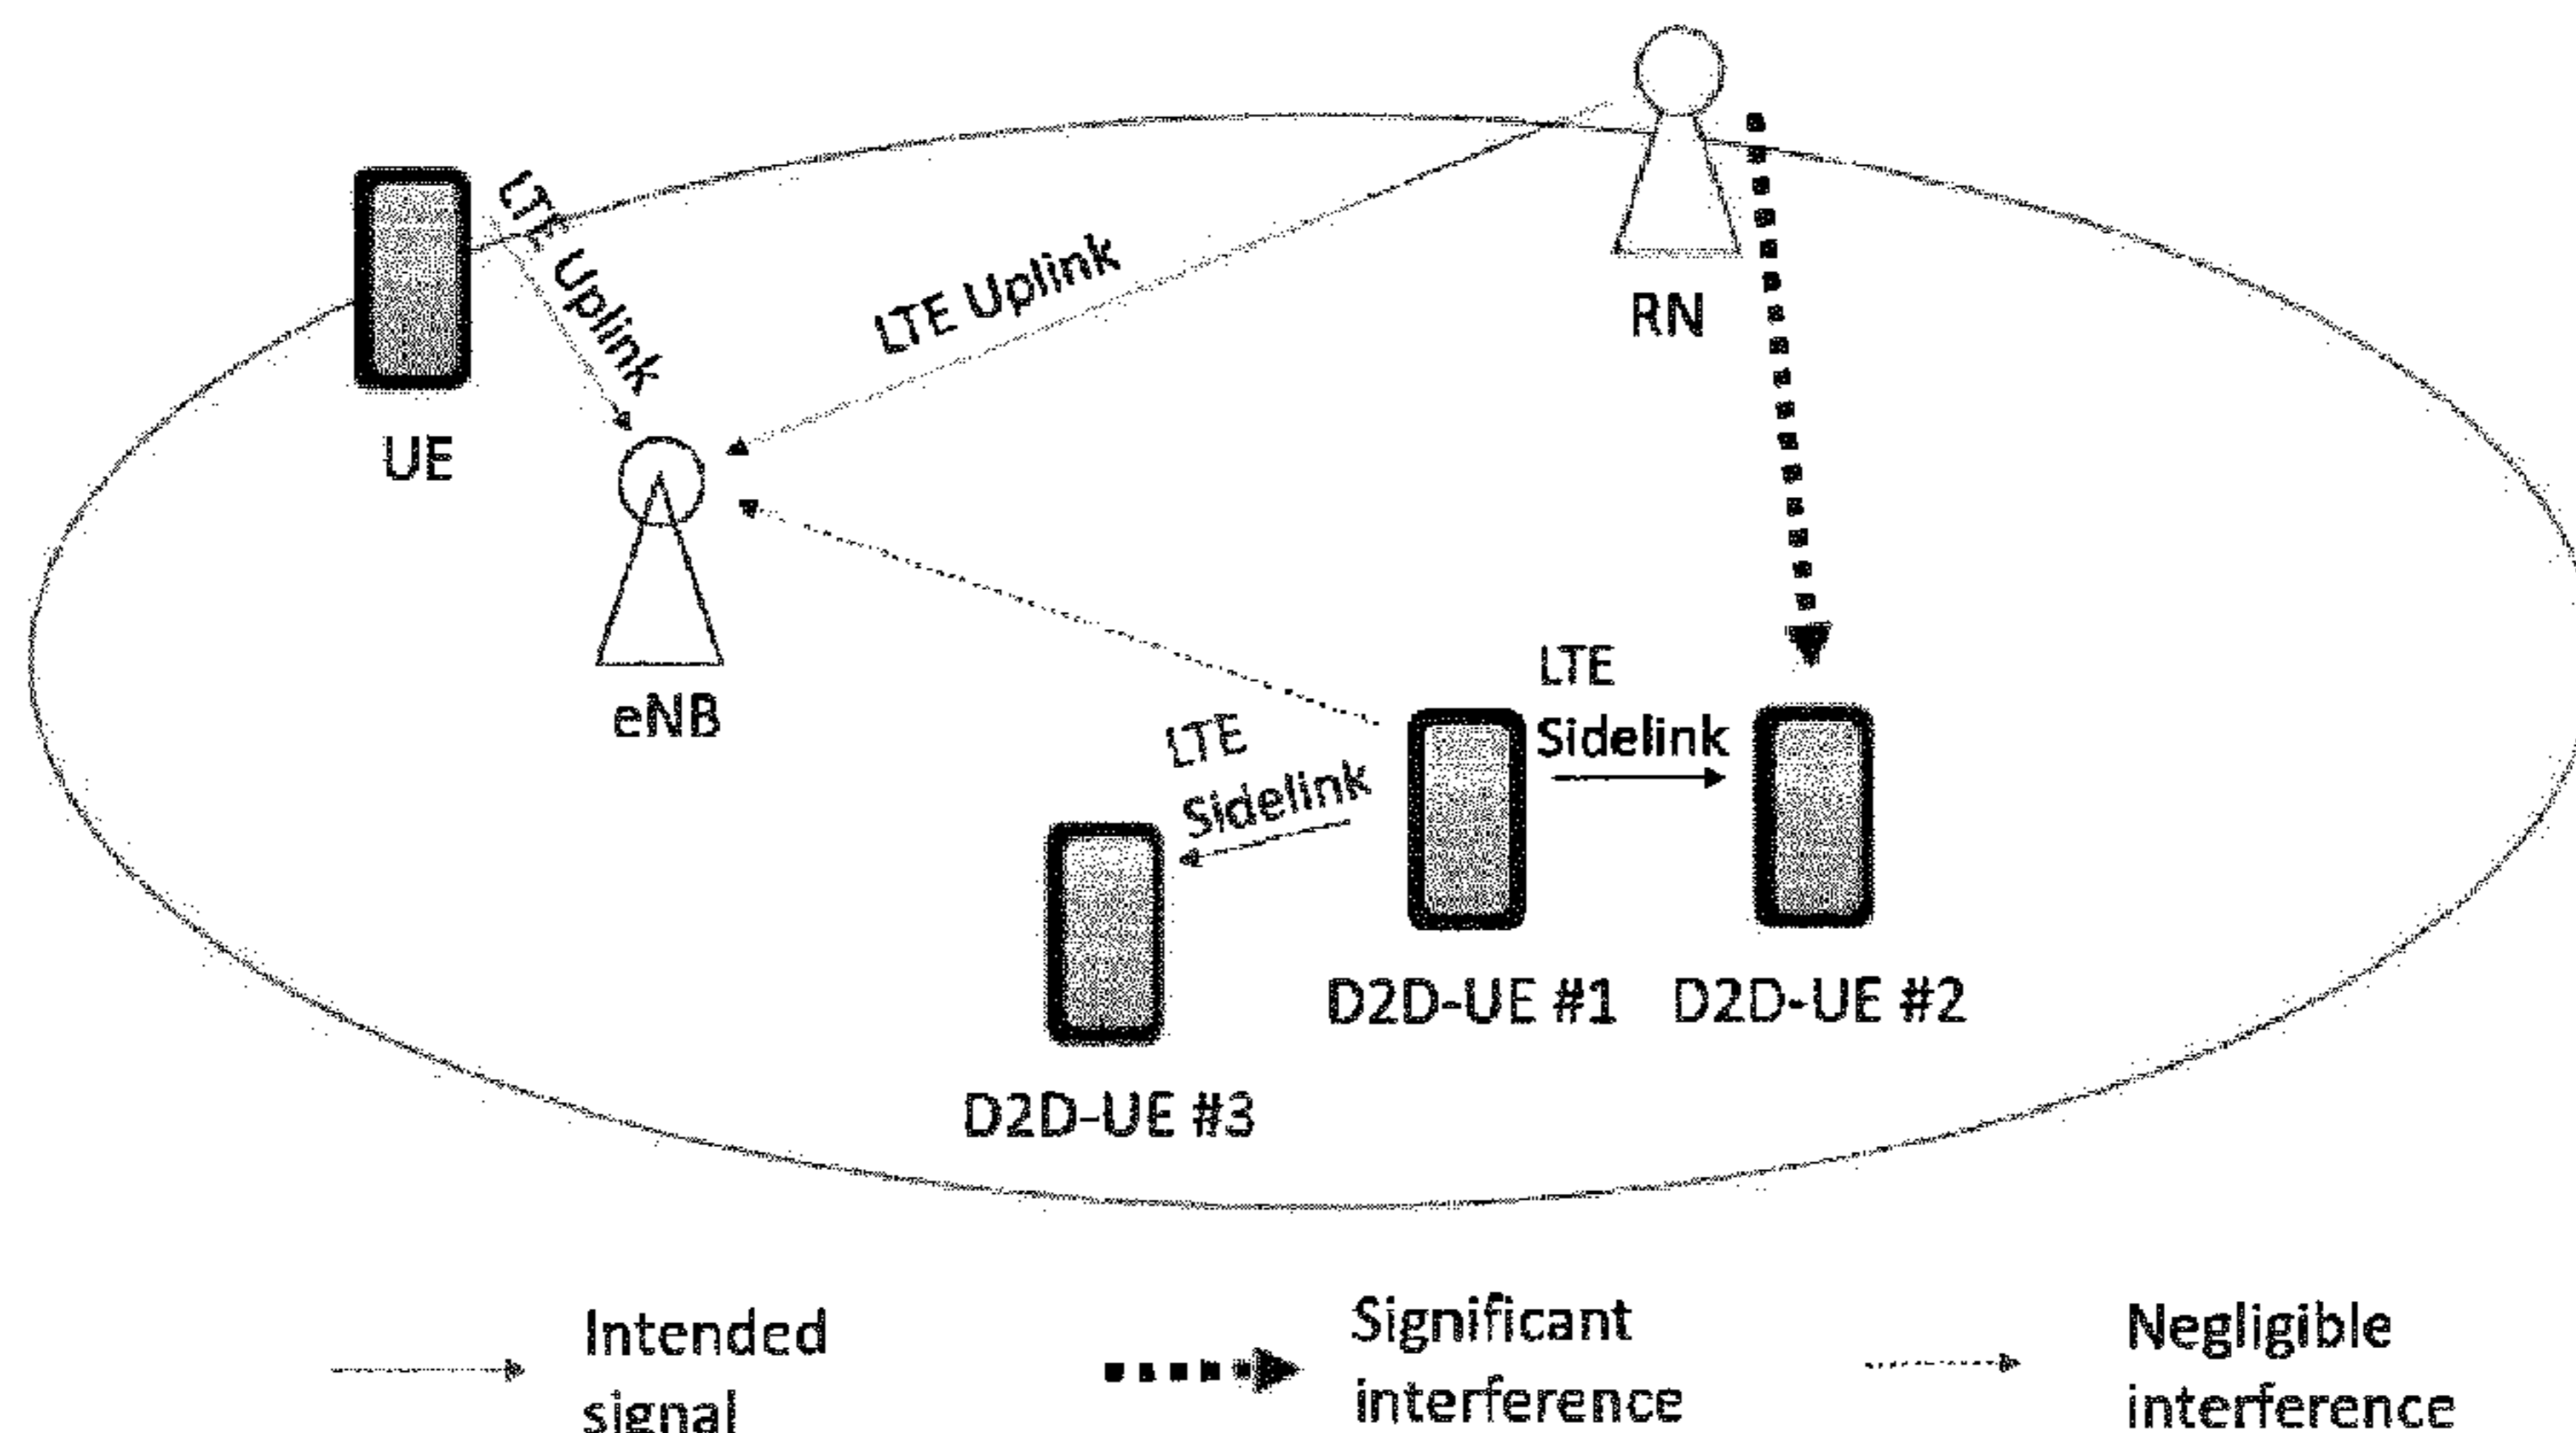 LTE Uplink
LTE Uplink
RN
UE
eNB
LTE
Sidelink
LTE
Sidelink
D2D-UE #1
D2D-UE #2
D2D-UE #3
Intended
signal
Significant
interference
Negligible
interference